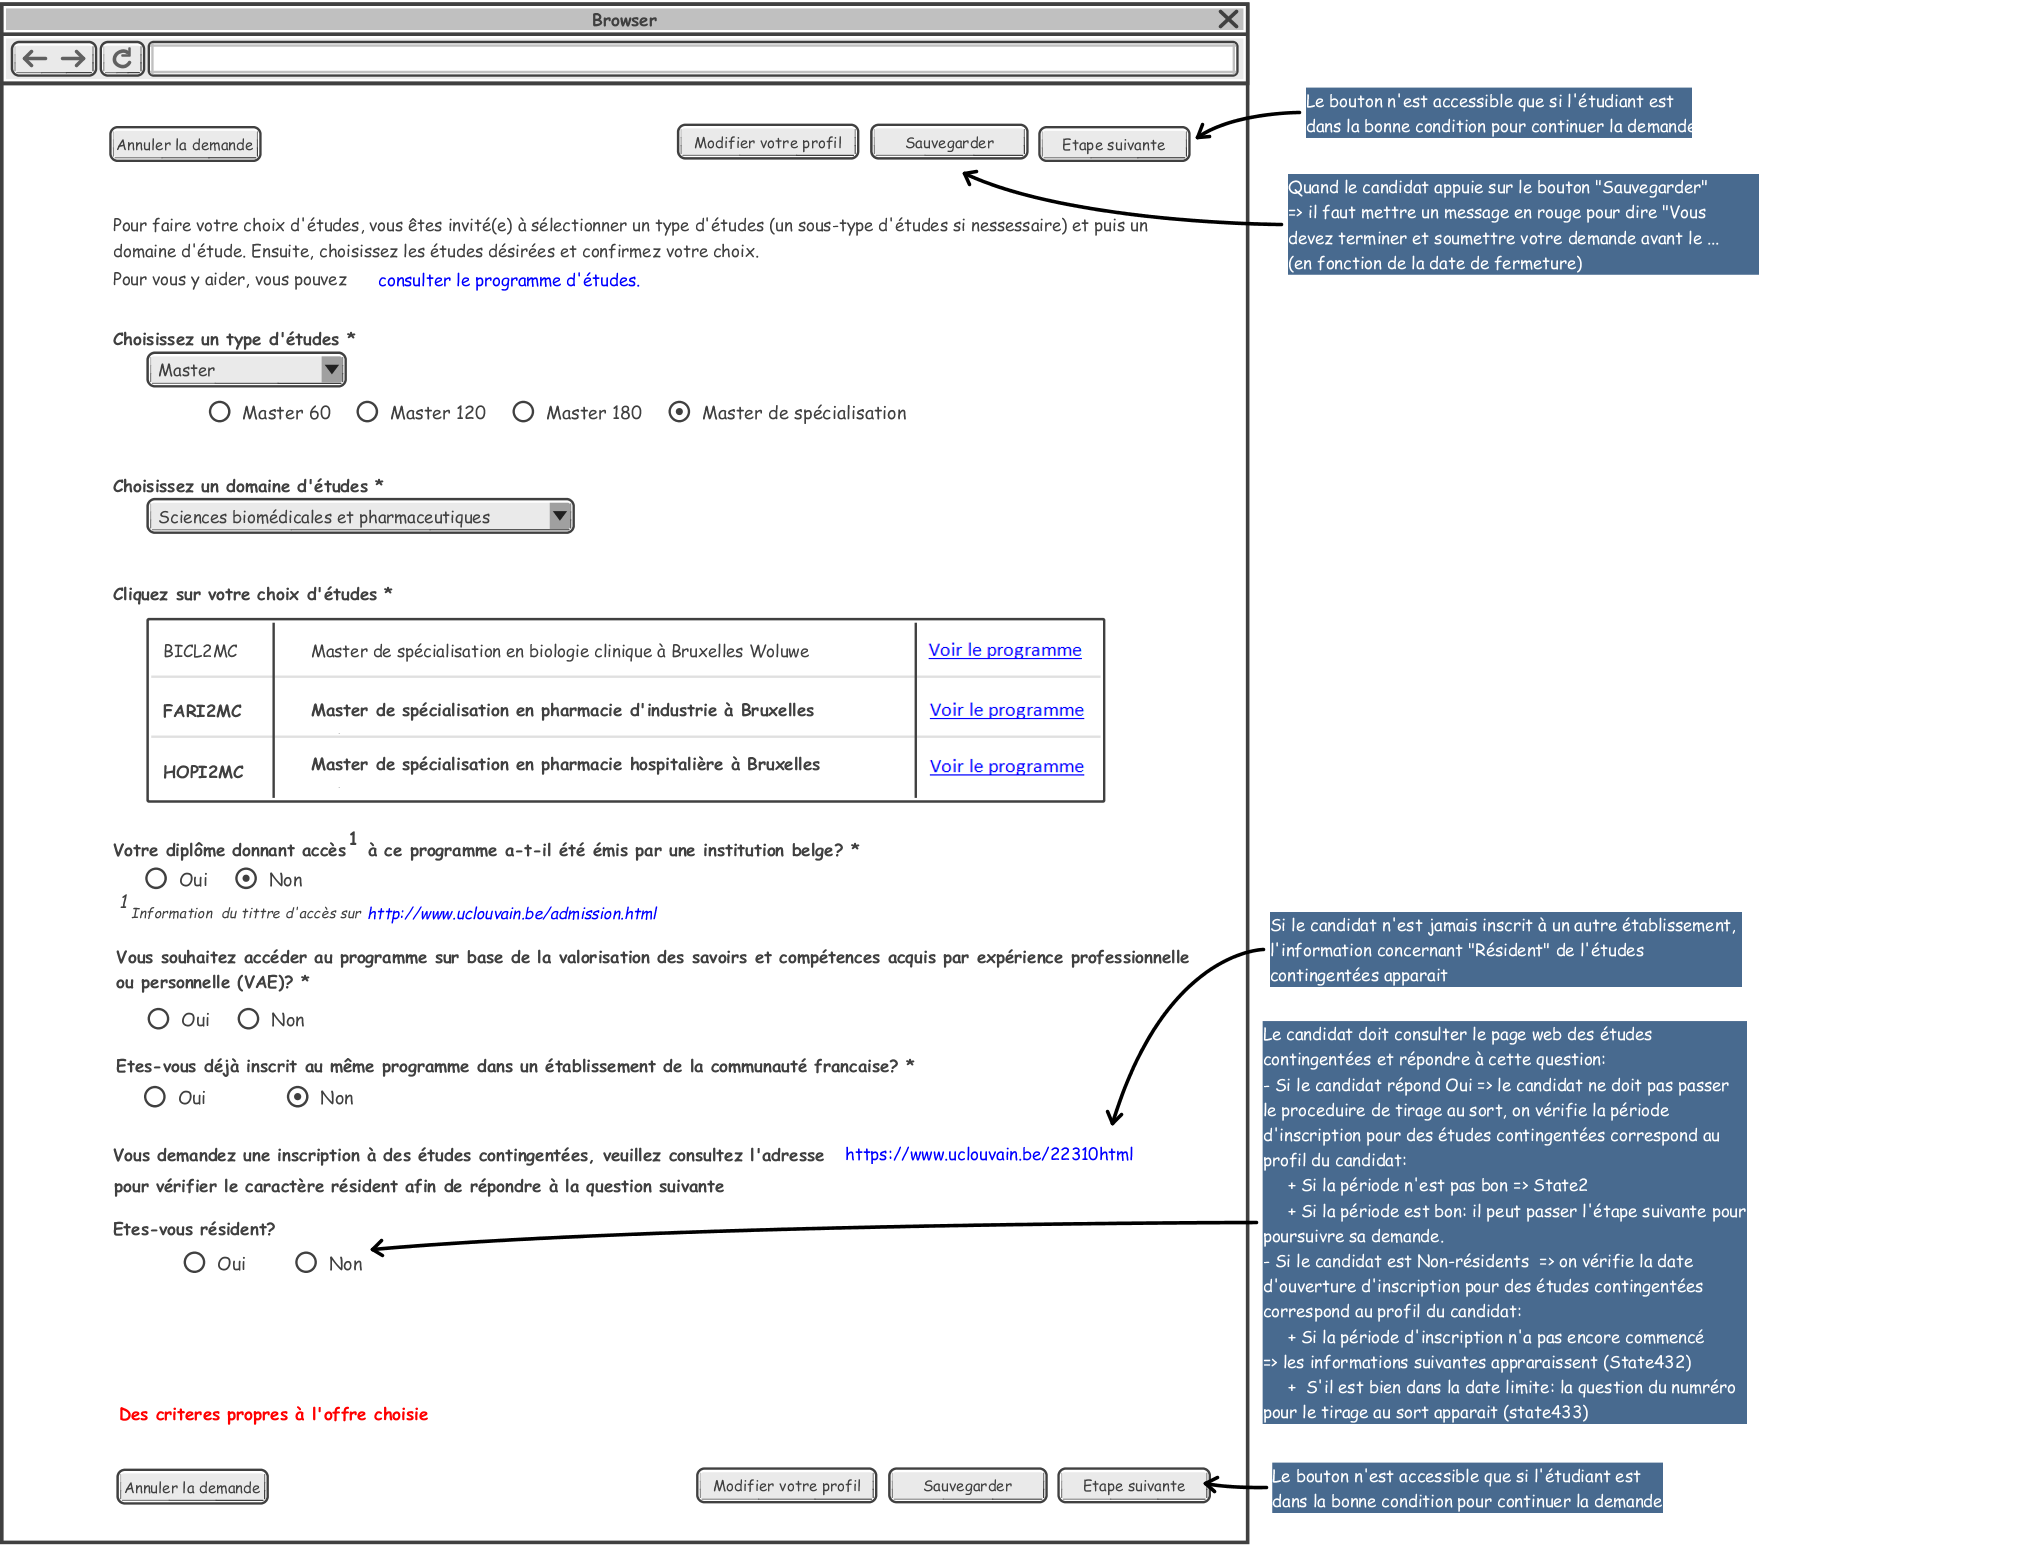 Browser
Annuler la demande
Modifier votre profil
Sauvegarder
Etape suivante
Le bouton n'est accessible que si l'étudiant est
dans la bonne condition pour continuer la demande
Quand le candidat appuie sur le bouton "Sauvegarder"
=> il faut mettre un message en rouge pour dire "Vous
devez terminer et soumettre votre demande avant le ...
(en fonction de la date de fermeture)
Pour faire votre choix d'études, vous êtes invité(e) à sélectionner un type d'études (un sous-type d'études si nessessaire) et puis un
domaine d'étude. Ensuite, choisissez les études désirées et confirmez votre choix.
Pour vous y aider, vous pouvez consulter le programme d'études.
Choisissez un type d'études *
Master
Master 60
Master 120
Master 180
Master de spécialisation
Choisissez un domaine d'études *
Sciences biomédicales et pharmaceutiques
Cliquez sur votre choix d'études *
BICL2MC
Master de spécialisation en biologie clinique à Bruxelles Woluwe
Voir le programme
FARI2MC
Master de spécialisation en pharmacie d'industrie à Bruxelles
Voir le programme
HOPI2MC
Master de spécialisation en pharmacie hospitalière à Bruxelles
Voir le programme
Votre diplôme donnant accès 1 à ce programme a-t-il été émis par une institution belge? *
Oui
Non
1 Information du tittre d'accès sur http://www.uclouvain.be/admission.html
Vous souhaitez accéder au programme sur base de la valorisation des savoirs et compétences acquis par expérience professionnelle
ou personnelle (VAE)? *
Oui
Non
Etes-vous déjà inscrit au même programme dans un établissement de la communauté francaise? *
Oui
Non
Vous demandez une inscription à des études contingentées, veuillez consultez l'adresse https://www.uclouvain.be/22310html
pour vérifier le caractère résident afin de répondre à la question suivante
Etes-vous résident?
Oui
Non
Si le candidat n'est jamais inscrit à un autre établissement,
l'information concernant "Résident" de l'études
contingentées apparait
Le candidat doit consulter le page web des études
contingentées et répondre à cette question:
- Si le candidat répond Oui => le candidat ne doit pas passer
le proceduire de tirage au sort, on vérifie la période
d'inscription pour des études contingentées correspond au
profil du candidat:
+ Si la période n'est pas bon => State2
+ Si la période est bon: il peut passer l'étape suivante pour
poursuivre sa demande.
- Si le candidat est Non-résidents => on vérifie la date
d'ouverture d'inscription pour des études contingentées
correspond au profil du candidat:
+ Si la période d'inscription n'a pas encore commencé
=> les informations suivantes appraraissent (State432)
+ S'il est bien dans la date limite: la question du numréro
pour le tirage au sort apparait (state433)
Des criteres propres à l'offre choisie
Annuler la demande
Modifier votre profil
Sauvegarder
Etape suivante
Le bouton n'est accessible que si l'étudiant est
dans la bonne condition pour continuer la demande